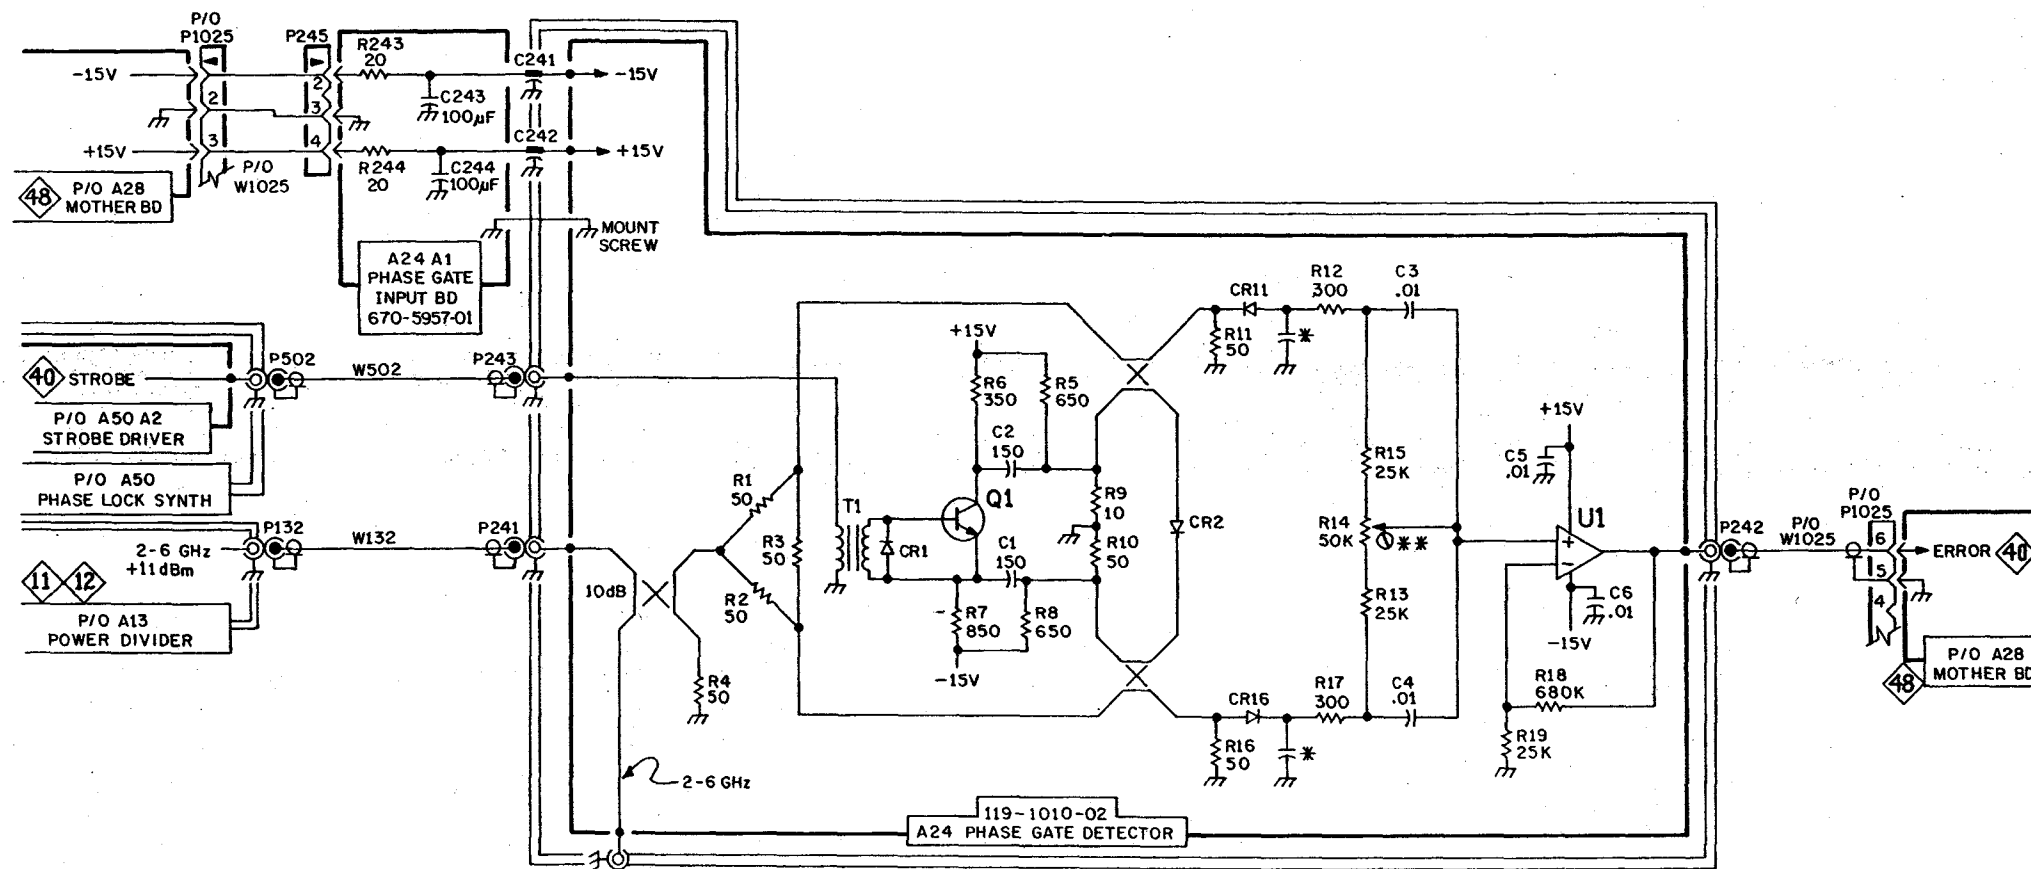 P/O
P1025
P245
R243
20
C241
-15V
-15V
2
2
3
C243
100µF
3
4
C242
+15V
+15V
P/O
W1025
R244
20
C244
100µF
48
P/O A28
MOTHER BD
MOUNT
SCREW
A24 A1
PHASE GATE
INPUT BD
670-5957-01
40
STROBE
P502
W502
P243
P/O A50 A2
STROBE DRIVER
P/O A50
PHASE LOCK SYNTH
2-6 GHz
+11dBm
P132
W132
P241
11
12
P/O A13
POWER DIVIDER
10dB
R4
50
2-6 GHz
R1
50
R2
50
R3
50
T1
CR1
+15V
R6
350
R5
650
C2
150
Q1
C1
150
R7
850
R8
650
-15V
R9
10
R10
50
CR2
CR11
R11
50
*
R12
300
C3
.01
R15
25K
R14
50K
**
R13
25K
CR16
R16
50
*
R17
300
C4
.01
+15V
C5
.01
U1
+
-
C6
.01
-15V
R18
680K
R19
25K
P242
P/O
W1025
P/O
P1025
6
5
4
ERROR
40
P/O A28
MOTHER BD
48
119-1010-02
A24 PHASE GATE DETECTOR